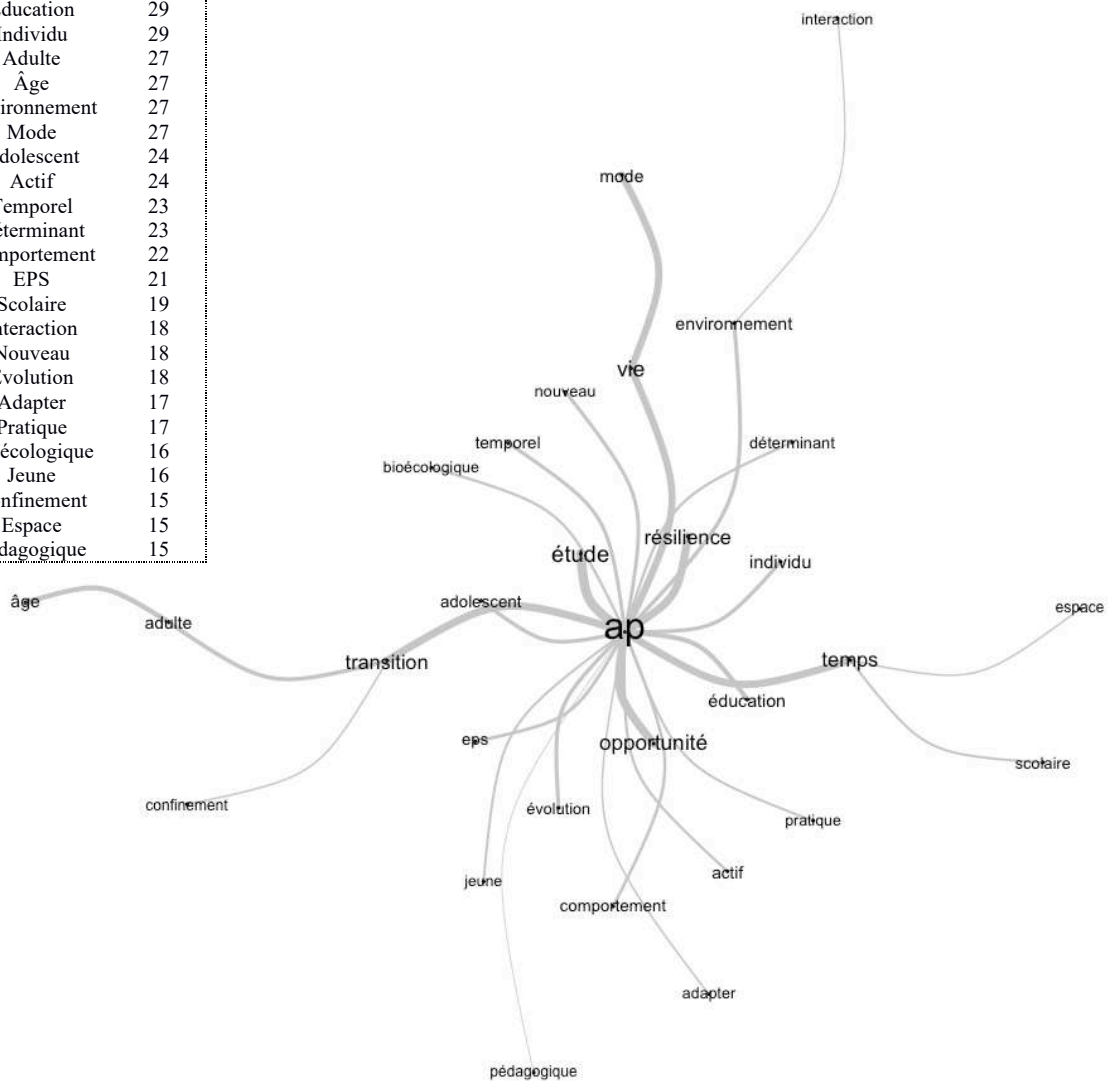 ducation 29
Individu 29
Adulte 27
Âge 27
ironnement 27
Mode 27
dolescent 24
Actif 24
Temporel 23
éterminant 23
mportement 22
EPS 21
Scolaire 19
nteraction 18
Nouveau 18
Évolution 18
Adapter 17
Pratique 17
écologique 16
Jeune 16
nfinement 15
Espace 15
dagogique 15
interaction
mode
environnement
vie
nouveau
temporel
déterminant
bioécologique
résilience
étude
individu
âge
adolescent
espace
adulte
ap
transition
temps
éducation
eps
opportunité
scolaire
confinement
évolution
pratique
actif
jeune
comportement
adapter
pédagogique